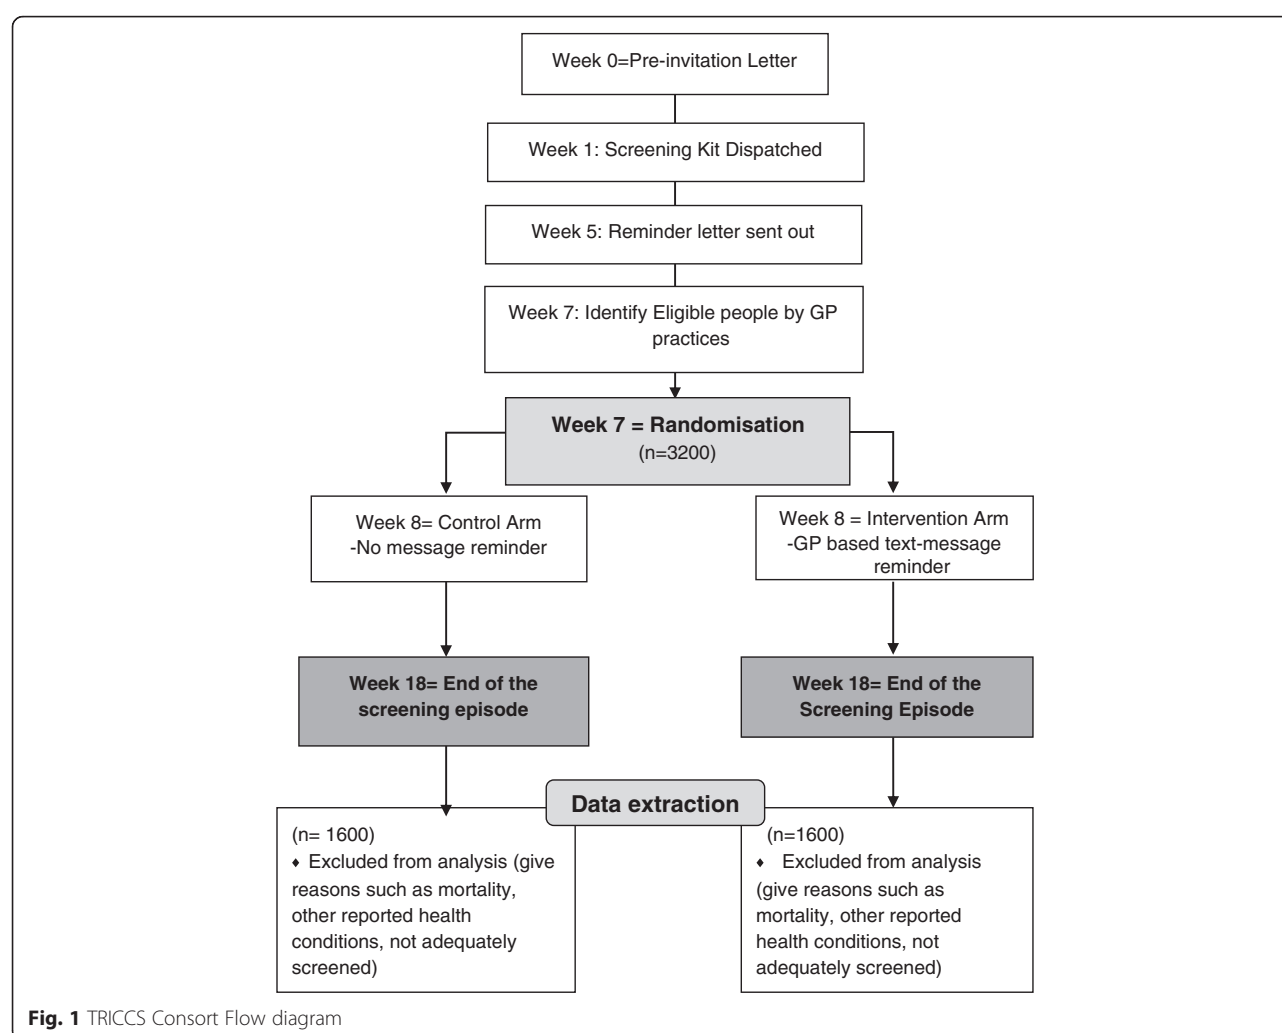 Week 0=Pre-invitation Letter
Week 1: Screening Kit Dispatched
Week 5: Reminder letter sent out
Week 7: Identify Eligible people by GP
practices
Week 7 = Randomisation
(n=3200)
Week 8= Control Arm
-No message reminder
Week 8 = Intervention Arm
-GP based text-message
reminder
Week 18= End of the
screening episode
Week 18= End of the
Screening Episode
Data extraction
(n= 1600)
♦ Excluded from analysis (give
reasons such as mortality,
other reported health
conditions, not adequately
screened)
(n=1600)
♦ Excluded from analysis
(give reasons such as
mortality, other reported
health conditions, not
adequately screened)
Fig. 1 TRICCS Consort Flow diagram